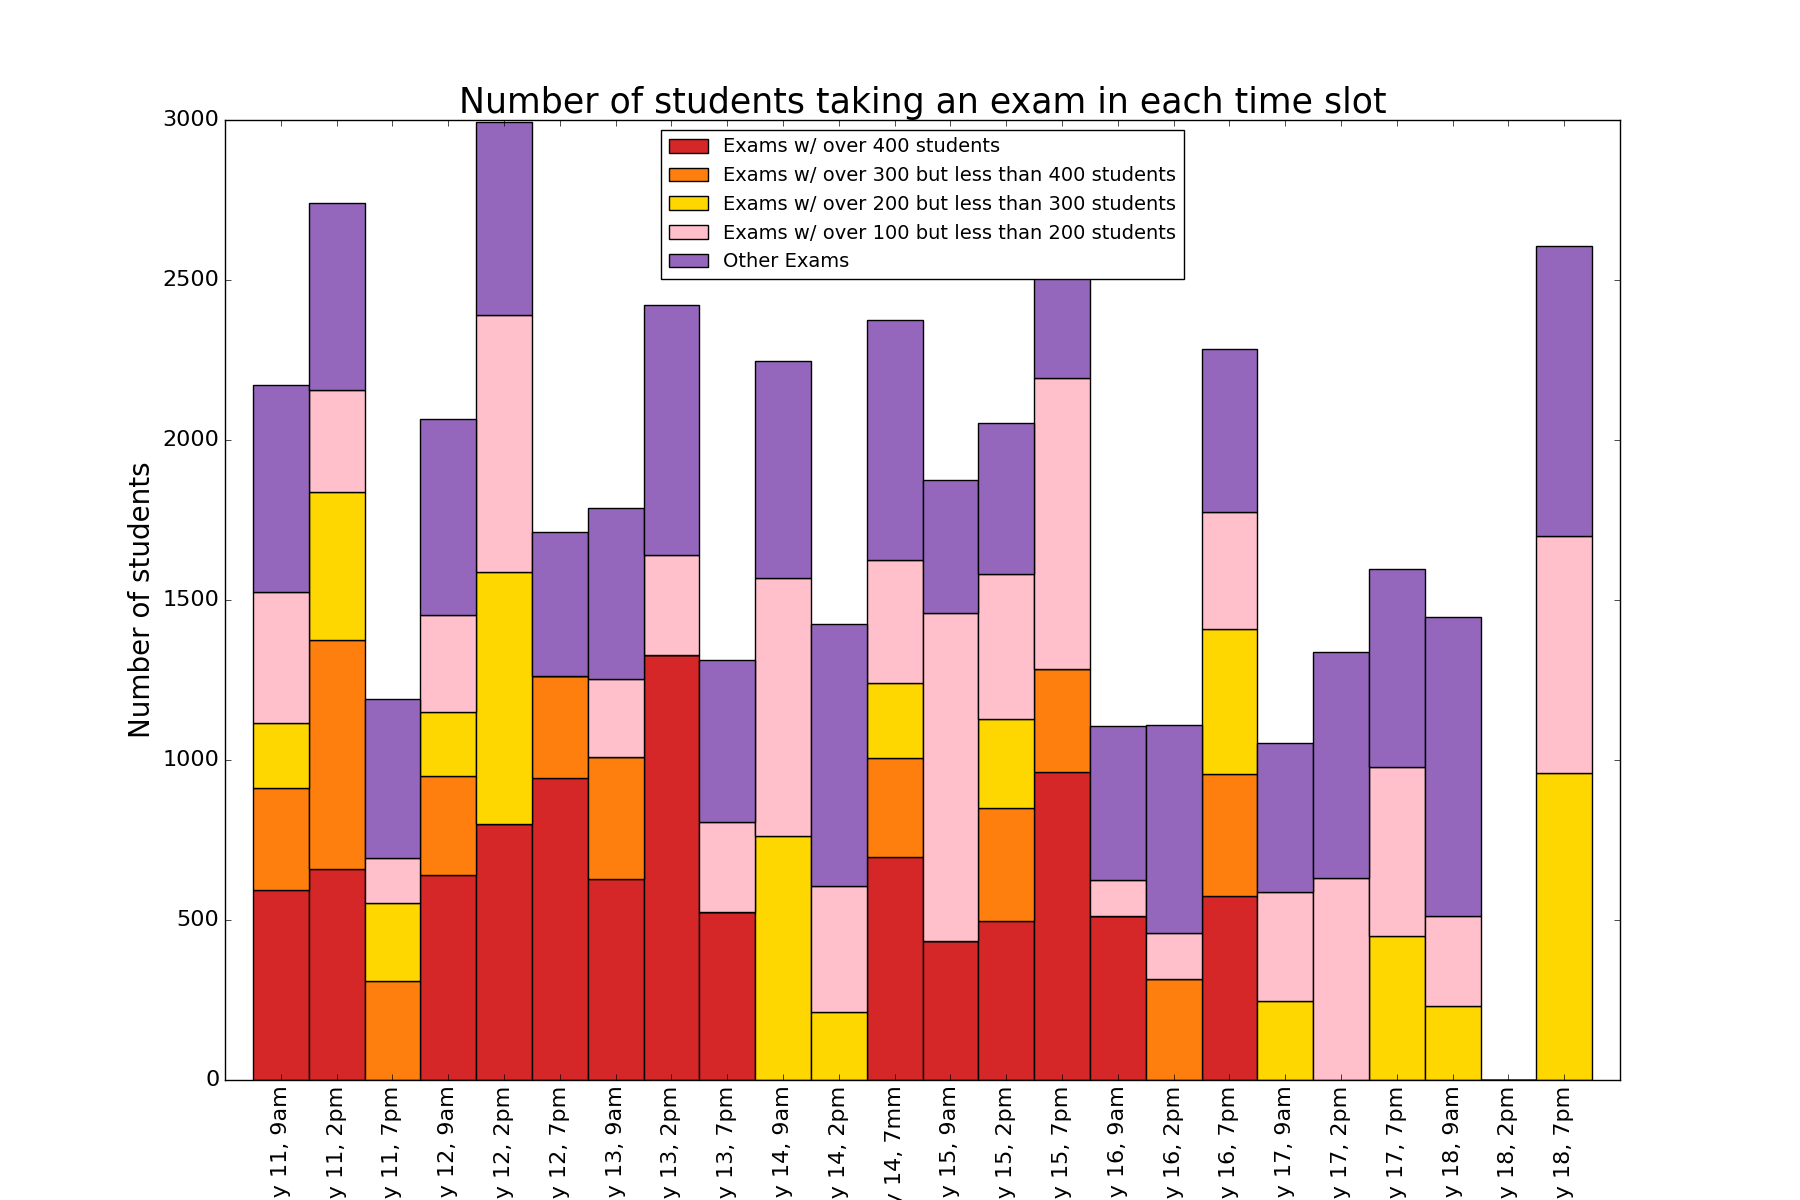 Number of students taking an exam in each time slot
Exams w/ over 400 students
Exams w/ over 300 but less than 400 students
Exams w/ over 200 but less than 300 students
Exams w/ over 100 but less than 200 students
Other Exams
Number of students
3000
2500
2000
1500
1000
500
0
y 11, 9am
y 11, 2pm
y 11, 7pm
y 12, 9am
y 12, 2pm
y 12, 7pm
y 13, 9am
y 13, 2pm
y 13, 7pm
y 14, 9am
y 14, 2pm
y 14, 7mm
y 15, 9am
y 15, 2pm
y 15, 7pm
y 16, 9am
y 16, 2pm
y 16, 7pm
y 17, 9am
y 17, 2pm
y 17, 7pm
y 18, 9am
y 18, 2pm
y 18, 7pm